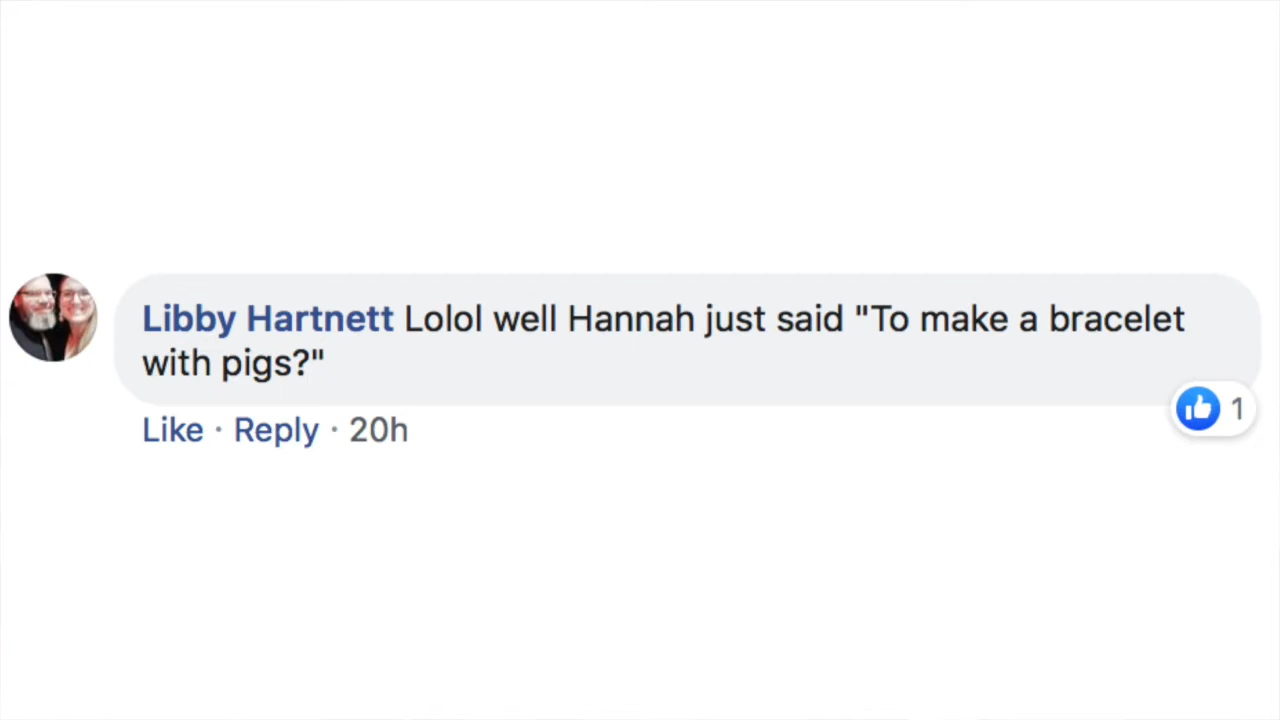 Libby Hartnett Lolol well Hannah just said "To make a bracelet
with pigs?"
Like · Reply · 20h
1